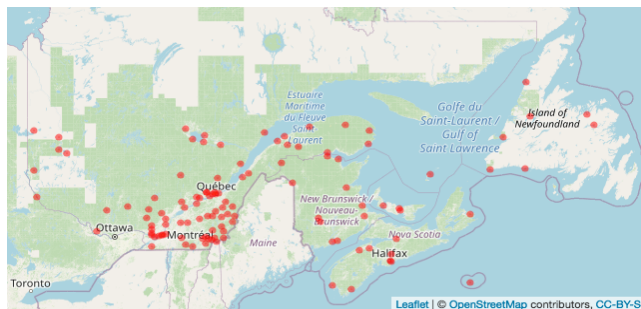 Estuaire
Maritime
du Fleuve
Saint-
Laurent
Golfe du
Saint-Laurent /
Gulf of
Saint Lawrence
Island of
Newfoundland
Québec
New Brunswick /
Nouveau-
Brunswick
Ottawa
Montréal
Maine
Nova Scotia
Halifax
Toronto
Leaflet | © OpenStreetMap contributors, CC-BY-S